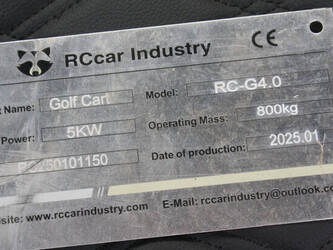 RCcar Industry CE
t Name: Golf Cart Model: RC-G4.0
Power: 5KW Operating Mass: 800kg
Date of production: 2025.01
site: www.rccarindustry.com E-Mail: rccarindustry@outlook.co